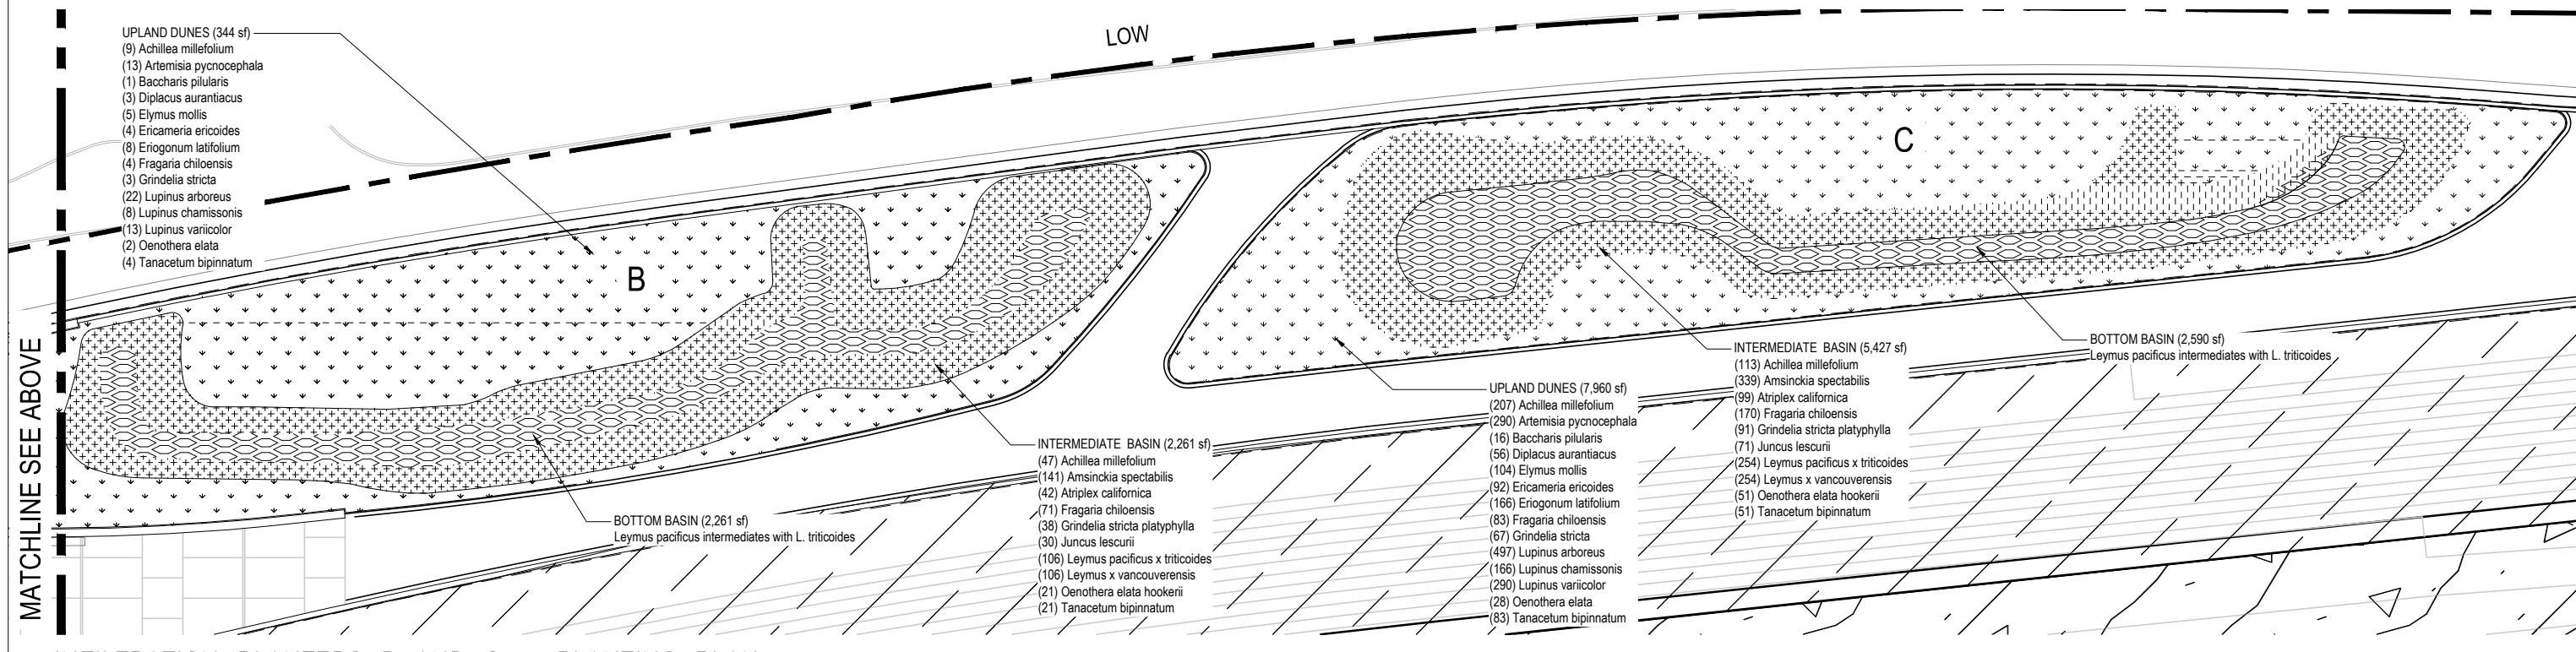 UPLAND DUNES (344 sf)
(9) Achillea millefolium
(13) Artemisia pycnocephala
(1) Baccharis pilularis
(3) Diplacus aurantiacus
(5) Elymus mollis
(4) Ericameria ericoides
(8) Eriogonum latifolium
(4) Fragaria chiloensis
(3) Grindelia stricta
(22) Lupinus arboreus
(8) Lupinus chamissonis
(13) Lupinus variicolor
(2) Oenothera elata
(4) Tanacetum bipinnatum
LOW
B
C
MATCHLINE SEE ABOVE
BOTTOM BASIN (2,261 sf)
Leymus pacificus intermediates with L. triticoides
INTERMEDIATE BASIN (2,261 sf)
(47) Achillea millefolium
(141) Amsinckia spectabilis
(42) Atriplex californica
(71) Fragaria chiloensis
(38) Grindelia stricta platyphylla
(30) Juncus lescurii
(106) Leymus pacificus x triticoides
(106) Leymus x vancouverensis
(21) Oenothera elata hookerii
(21) Tanacetum bipinnatum
UPLAND DUNES (7,960 sf)
(207) Achillea millefolium
(290) Artemisia pycnocephala
(16) Baccharis pilularis
(56) Diplacus aurantiacus
(104) Elymus mollis
(92) Ericameria ericoides
(166) Eriogonum latifolium
(83) Fragaria chiloensis
(67) Grindelia stricta
(497) Lupinus arboreus
(166) Lupinus chamissonis
(290) Lupinus variicolor
(28) Oenothera elata
(83) Tanacetum bipinnatum
INTERMEDIATE BASIN (5,427 sf)
(113) Achillea millefolium
(339) Amsinckia spectabilis
(99) Atriplex californica
(170) Fragaria chiloensis
(91) Grindelia stricta platyphylla
(71) Juncus lescurii
(254) Leymus pacificus x triticoides
(254) Leymus x vancouverensis
(51) Oenothera elata hookerii
(51) Tanacetum bipinnatum
BOTTOM BASIN (2,590 sf)
Leymus pacificus intermediates with L. triticoides